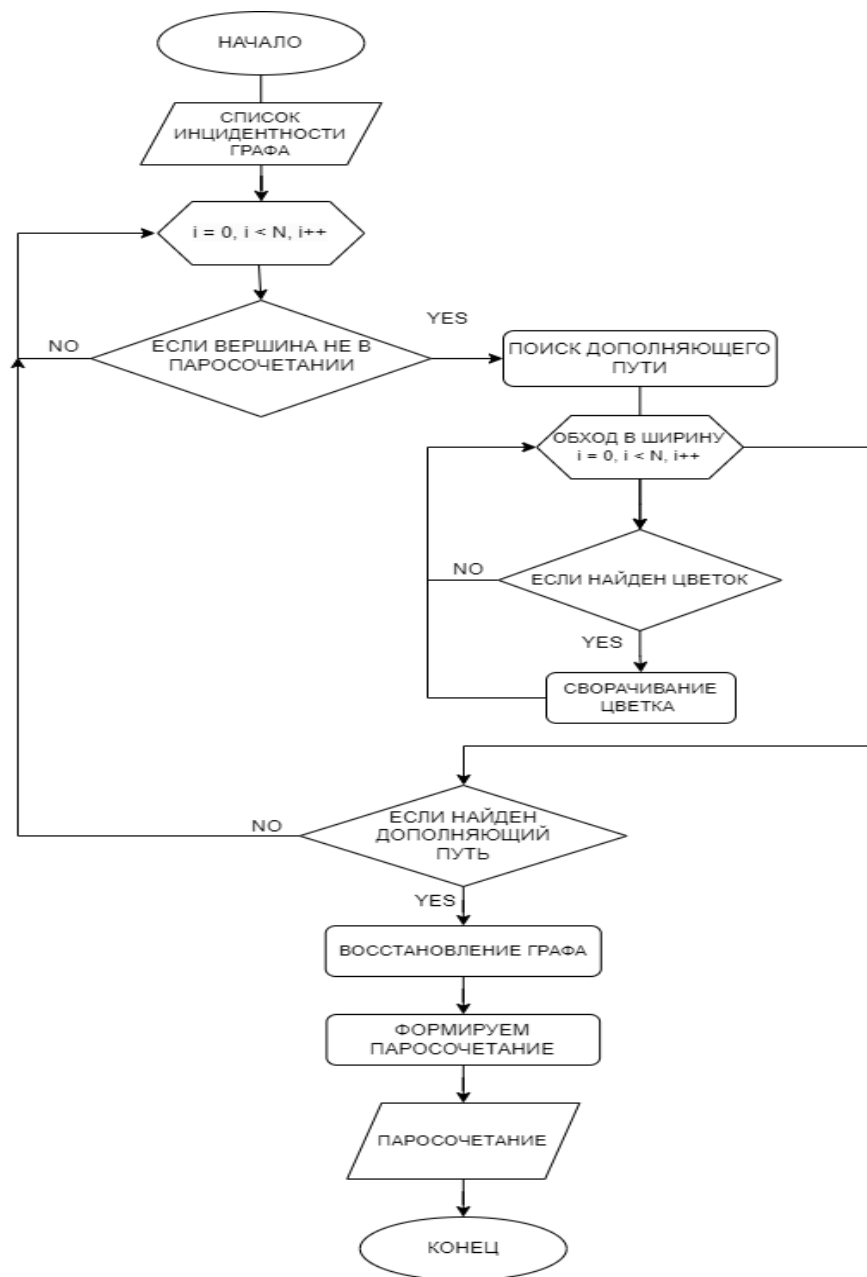 НАЧАЛО
СПИСОК
ИНЦИДЕНТНОСТИ
ГРАФА
i = 0, i < N, i++
YES
NO
ЕСЛИ ВЕРШИНА НЕ В
ПАРОСОЧЕТАНИИ
ПОИСК ДОПОЛНЯЮЩЕГО
ПУТИ
ОБХОД В ШИРИНУ
i = 0, i < N, i++
NO
ЕСЛИ НАЙДЕН ЦВЕТОК
YES
СВОРАЧИВАНИЕ
ЦВЕТКА
NO
ЕСЛИ НАЙДЕН
ДОПОЛНЯЮЩИЙ
ПУТЬ
YES
ВОССТАНОВЛЕНИЕ ГРАФА
ФОРМИРУЕМ
ПАРОСОЧЕТАНИЕ
ПАРОСОЧЕТАНИЕ
КОНЕЦ